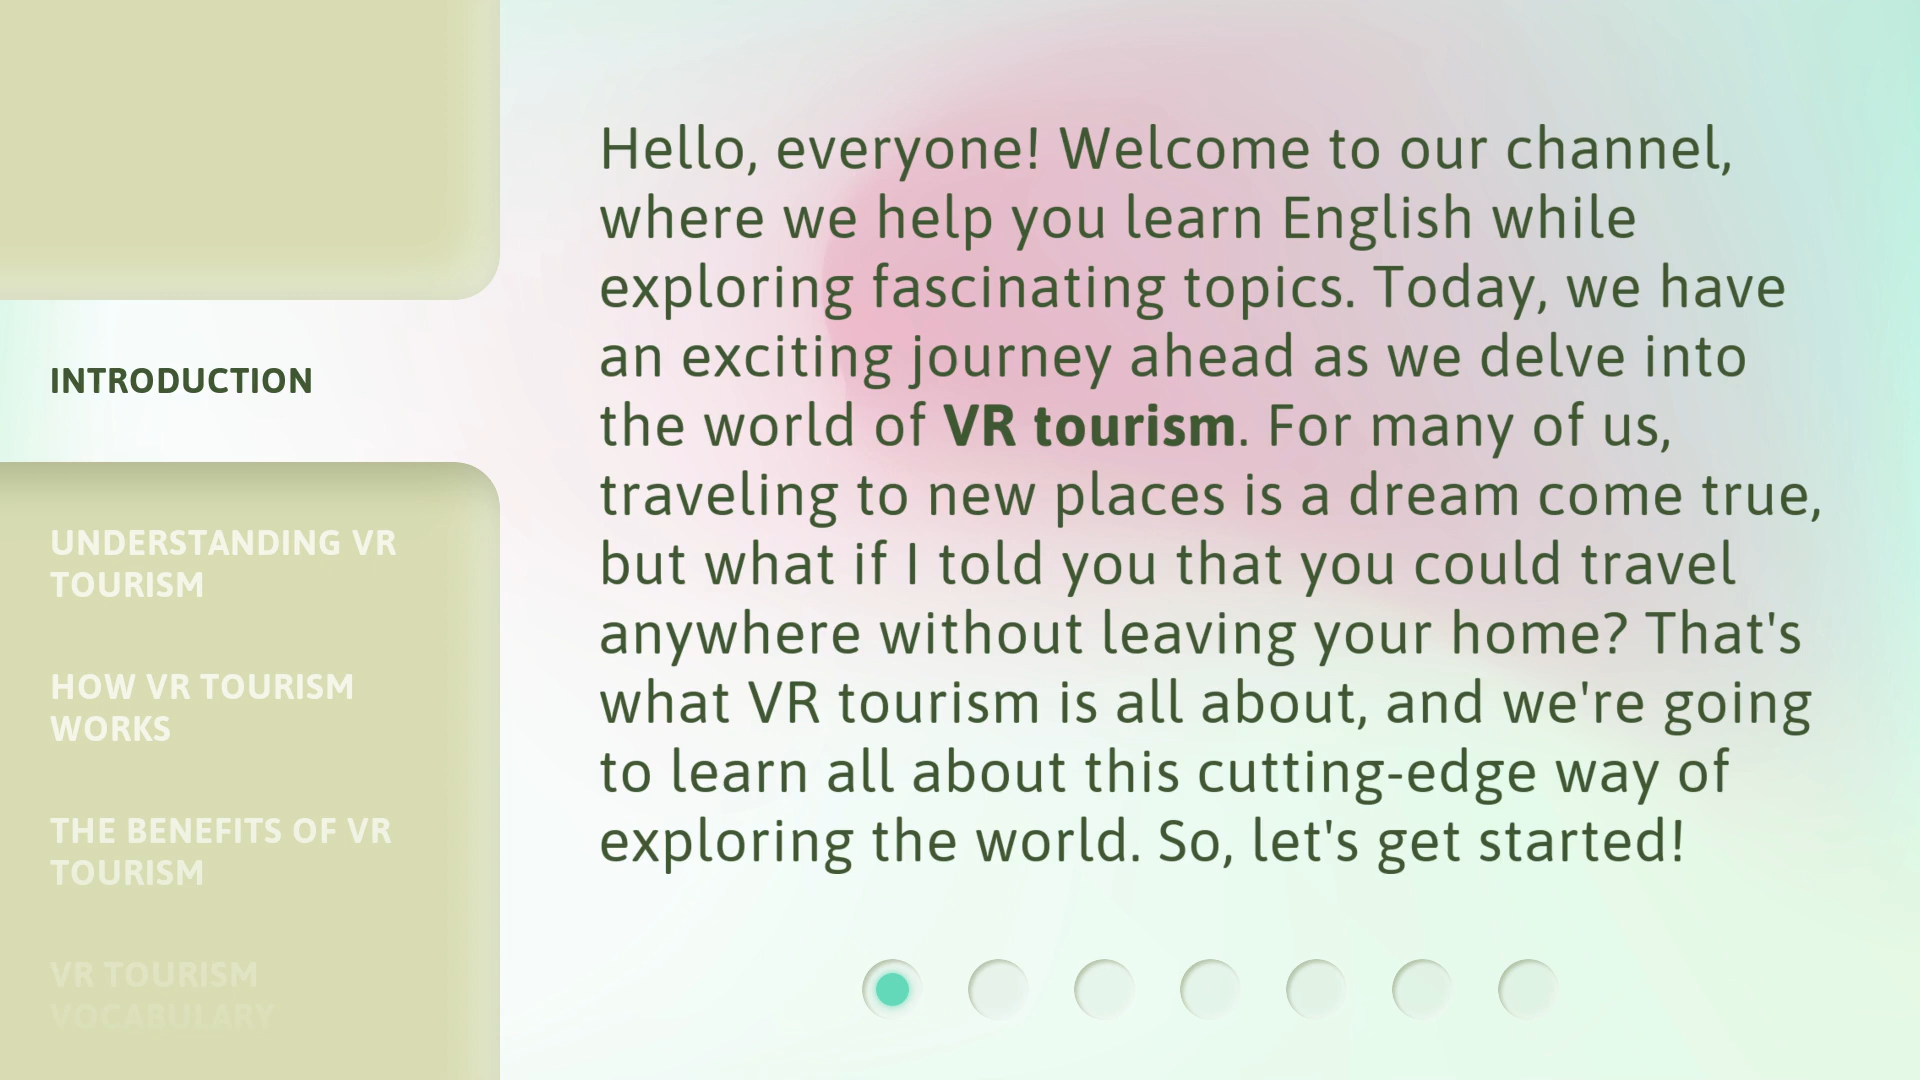 INTRODUCTION
UNDERSTANDING VR
TOURISM
HOW VR TOURISM
WORKS
THE BENEFITS OF VR
TOURISM
VR TOURISM
VOCABULARY
Hello, everyone! Welcome to our channel,
where we help you learn English while
exploring fascinating topics. Today, we have
an exciting journey ahead as we delve into
the world of VR tourism. For many of us,
traveling to new places is a dream come true,
but what if I told you that you could travel
anywhere without leaving your home? That's
what VR tourism is all about, and we're going
to learn all about this cutting-edge way of
exploring the world. So, let's get started!